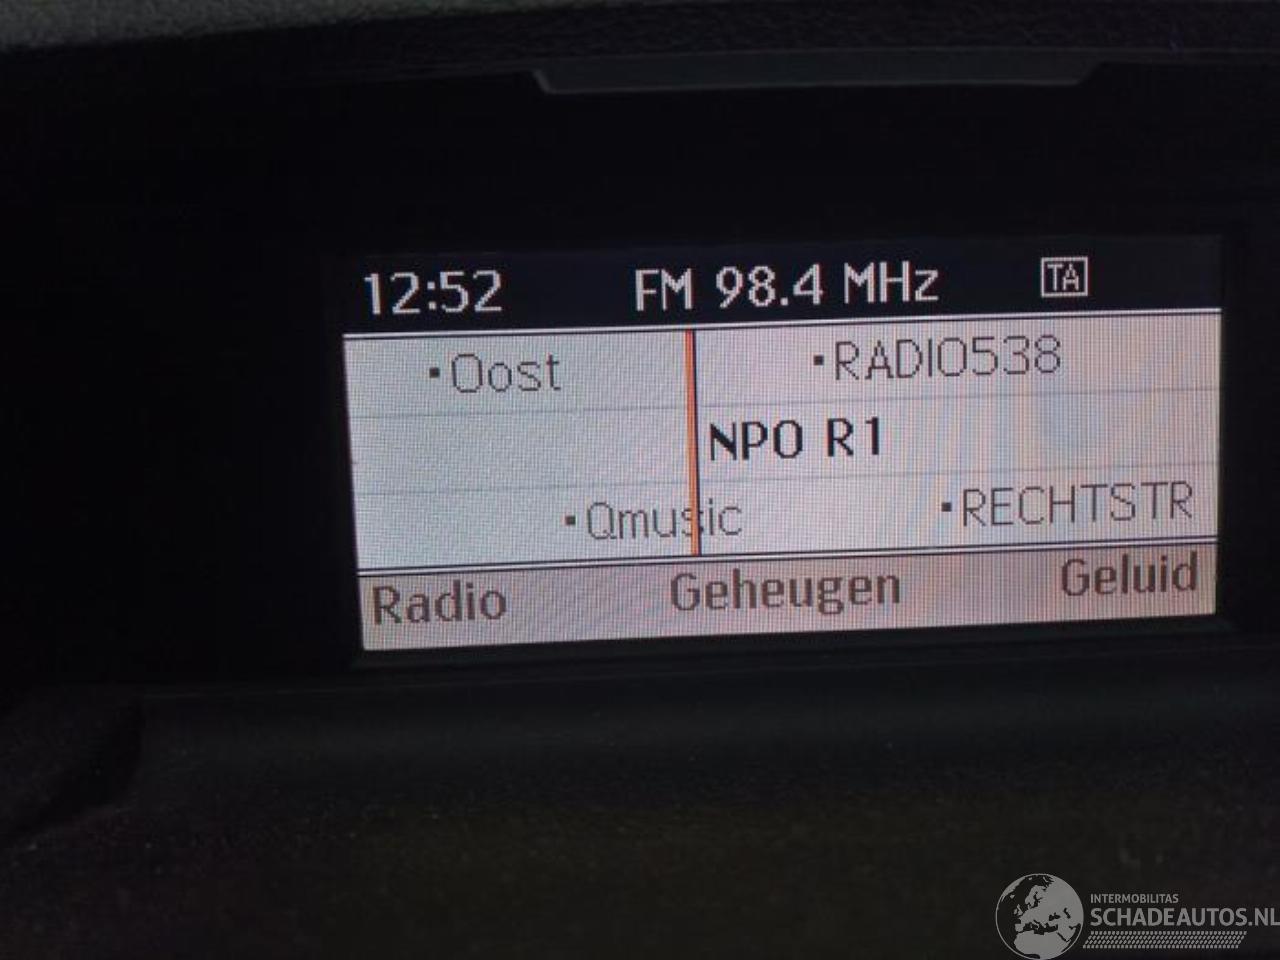 12:52 FM 98.4 MHz TA
Oost RADIO538
NPO R1
Qmusic RECHTSTR
Radio Geheugen Geluid
INTERMOBILITAS
SCHADEAUTOS.NL